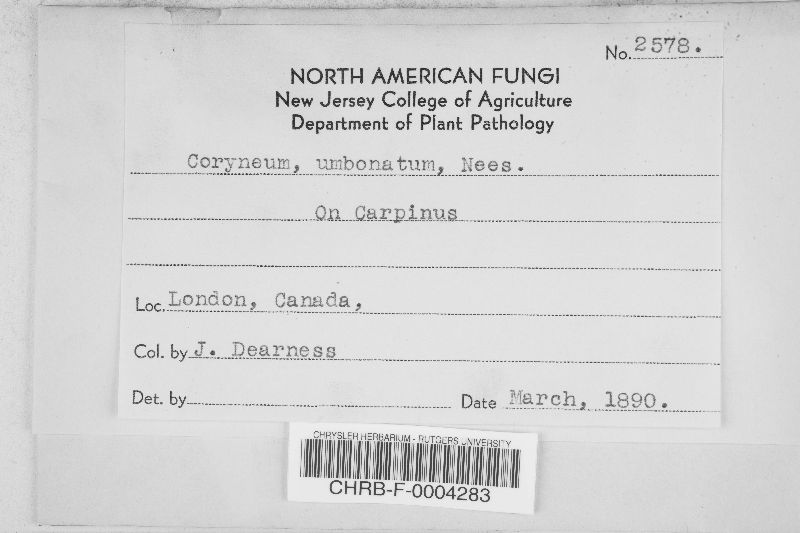 No. 2578.
NORTH AMERICAN FUNGI
New Jersey College of Agriculture
Department of Plant Pathology
Coryneum, umbonatum, Nees.
On Carpinus
Loc. London, Canada,
Col. by J. Dearness
Det. by
Date March, 1890.
CHRYSLER HERBARIUM - RUTGERS UNIVERSITY
CHRB-F-0004283